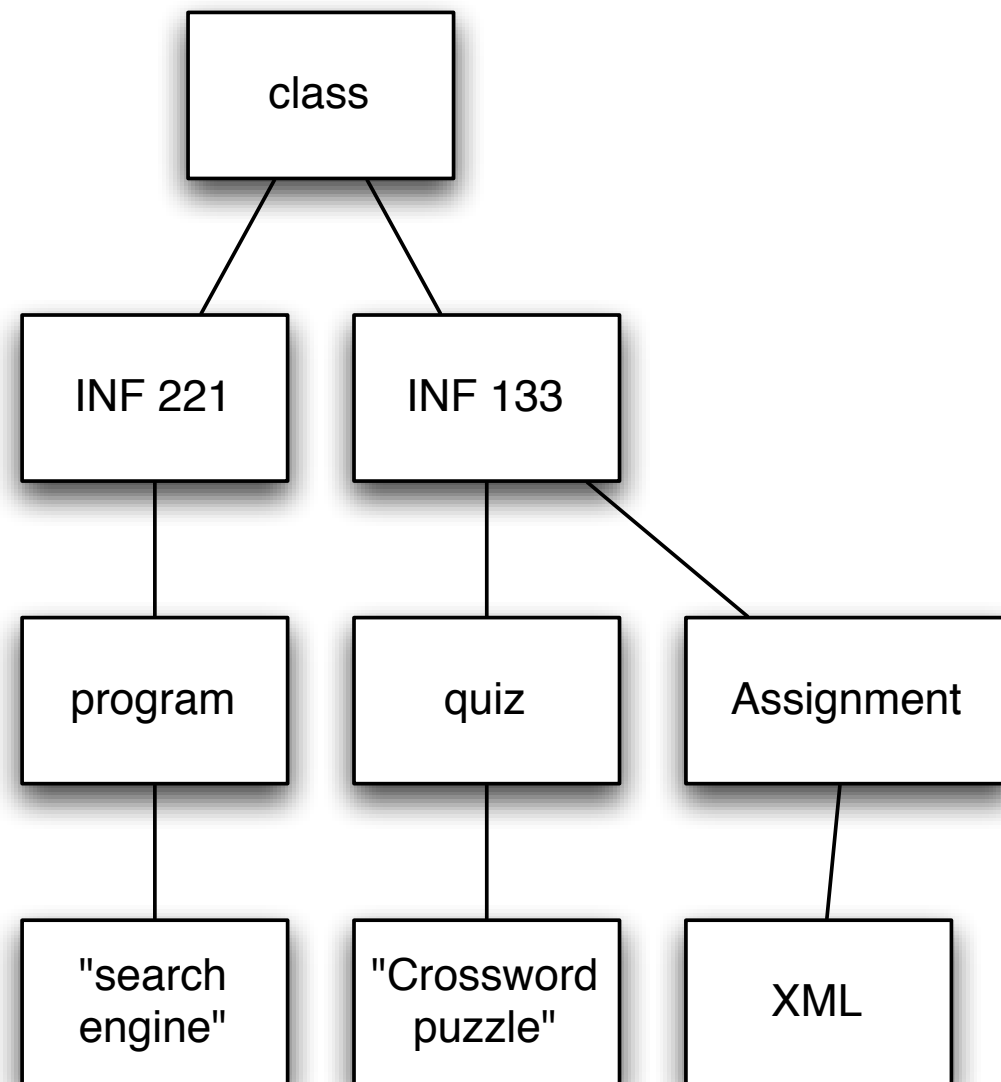 class
INF 221
INF 133
program
quiz
Assignment
"search
engine"
"Crossword
puzzle"
XML